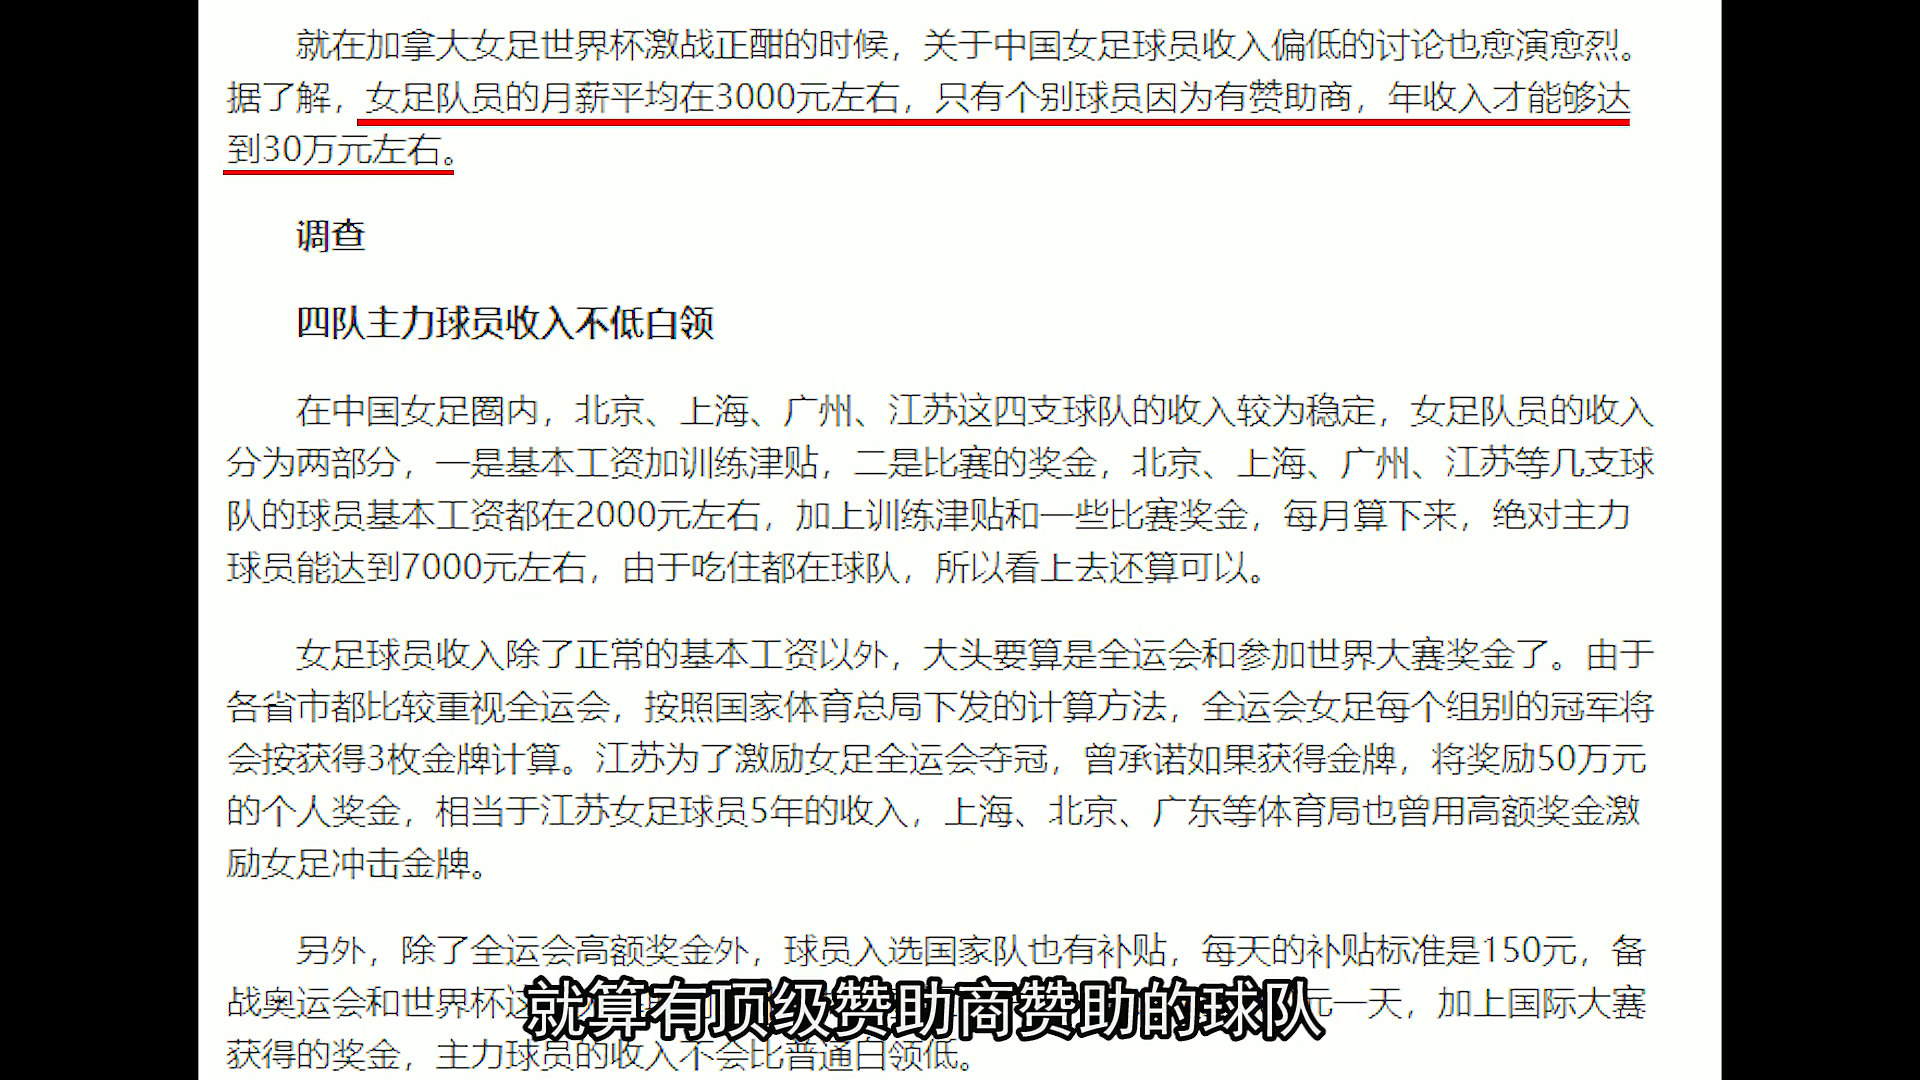 就在加拿大女足世界杯激战正酣的时候，关于中国女足球员收入偏低的讨论也愈演愈烈。
据了解，女足队员的月薪平均在3000元左右，只有个别球员因为有赞助商，年收入才能够达
到30万元左右。
调查
四队主力球员收入不低白领
在中国女足圈内，北京、上海、广州、江苏这四支球队的收入较为稳定，女足队员的收入
分为两部分，一是基本工资加训练津贴，二是比赛的奖金，北京、上海、广州、江苏等几支球
队的球员基本工资都在2000元左右，加上训练津贴和一些比赛奖金，每月算下来，绝对主力
球员能达到7000元左右，由于吃住都在球队，所以看上去还算可以。
女足球员收入除了正常的基本工资以外，大头要算是全运会和参加世界大赛奖金了。由于
各省市都比较重视全运会，按照国家体育总局下发的计算方法，全运会女足每个组别的冠军将
会按获得3枚金牌计算。江苏为了激励女足全运会夺冠，曾承诺如果获得金牌，将奖励50万元
的个人奖金，相当于江苏女足球员5年的收入，上海、北京、广东等体育局也曾用高额奖金激
励女足冲击金牌。
另外，除了全运会高额奖金外，球员入选国家队也有补贴，每天的补贴标准是150元，备
战奥运会和世界杯这元一天，加上国际大赛
就算有顶级赞助商赞助的球队
获得的奖金，主力球员的收入不会比普通白领低。